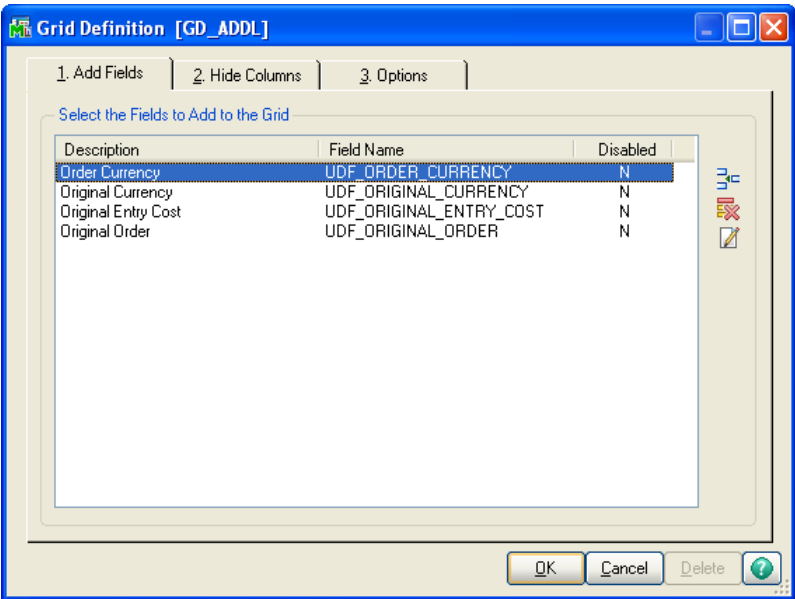 Grid Definition [GD_ADDL]
1. Add Fields 2. Hide Columns 3. Options
Select the Fields to Add to the Grid
Description Field Name Disabled
Order Currency UDF_ORDER_CURRENCY N
Original Currency UDF_ORIGINAL_CURRENCY N
Original Entry Cost UDF_ORIGINAL_ENTRY_COST N
Original Order UDF_ORIGINAL_ORDER N
OK Cancel Delete ?